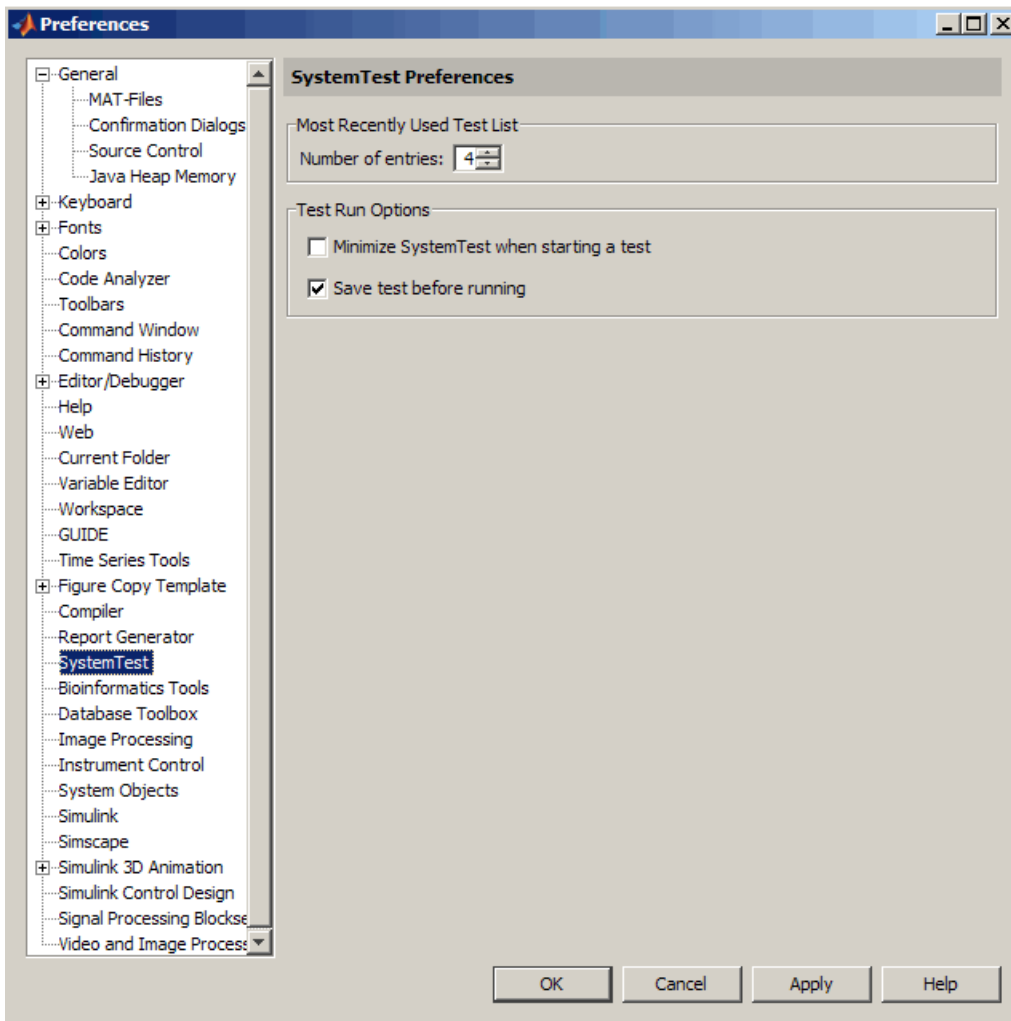 Preferences
General
MAT-Files
Confirmation Dialogs
Source Control
Java Heap Memory
Keyboard
Fonts
Colors
Code Analyzer
Toolbars
Command Window
Command History
Editor/Debugger
Help
Web
Current Folder
Variable Editor
Workspace
GUIDE
Time Series Tools
Figure Copy Template
Compiler
Report Generator
SystemTest
Bioinformatics Tools
Database Toolbox
Image Processing
Instrument Control
System Objects
Simulink
Simscape
Simulink 3D Animation
Simulink Control Design
Signal Processing Blockse
Video and Image Process
SystemTest Preferences
Most Recently Used Test List
Number of entries: 4
Test Run Options
Minimize SystemTest when starting a test
Save test before running
OK Cancel Apply Help